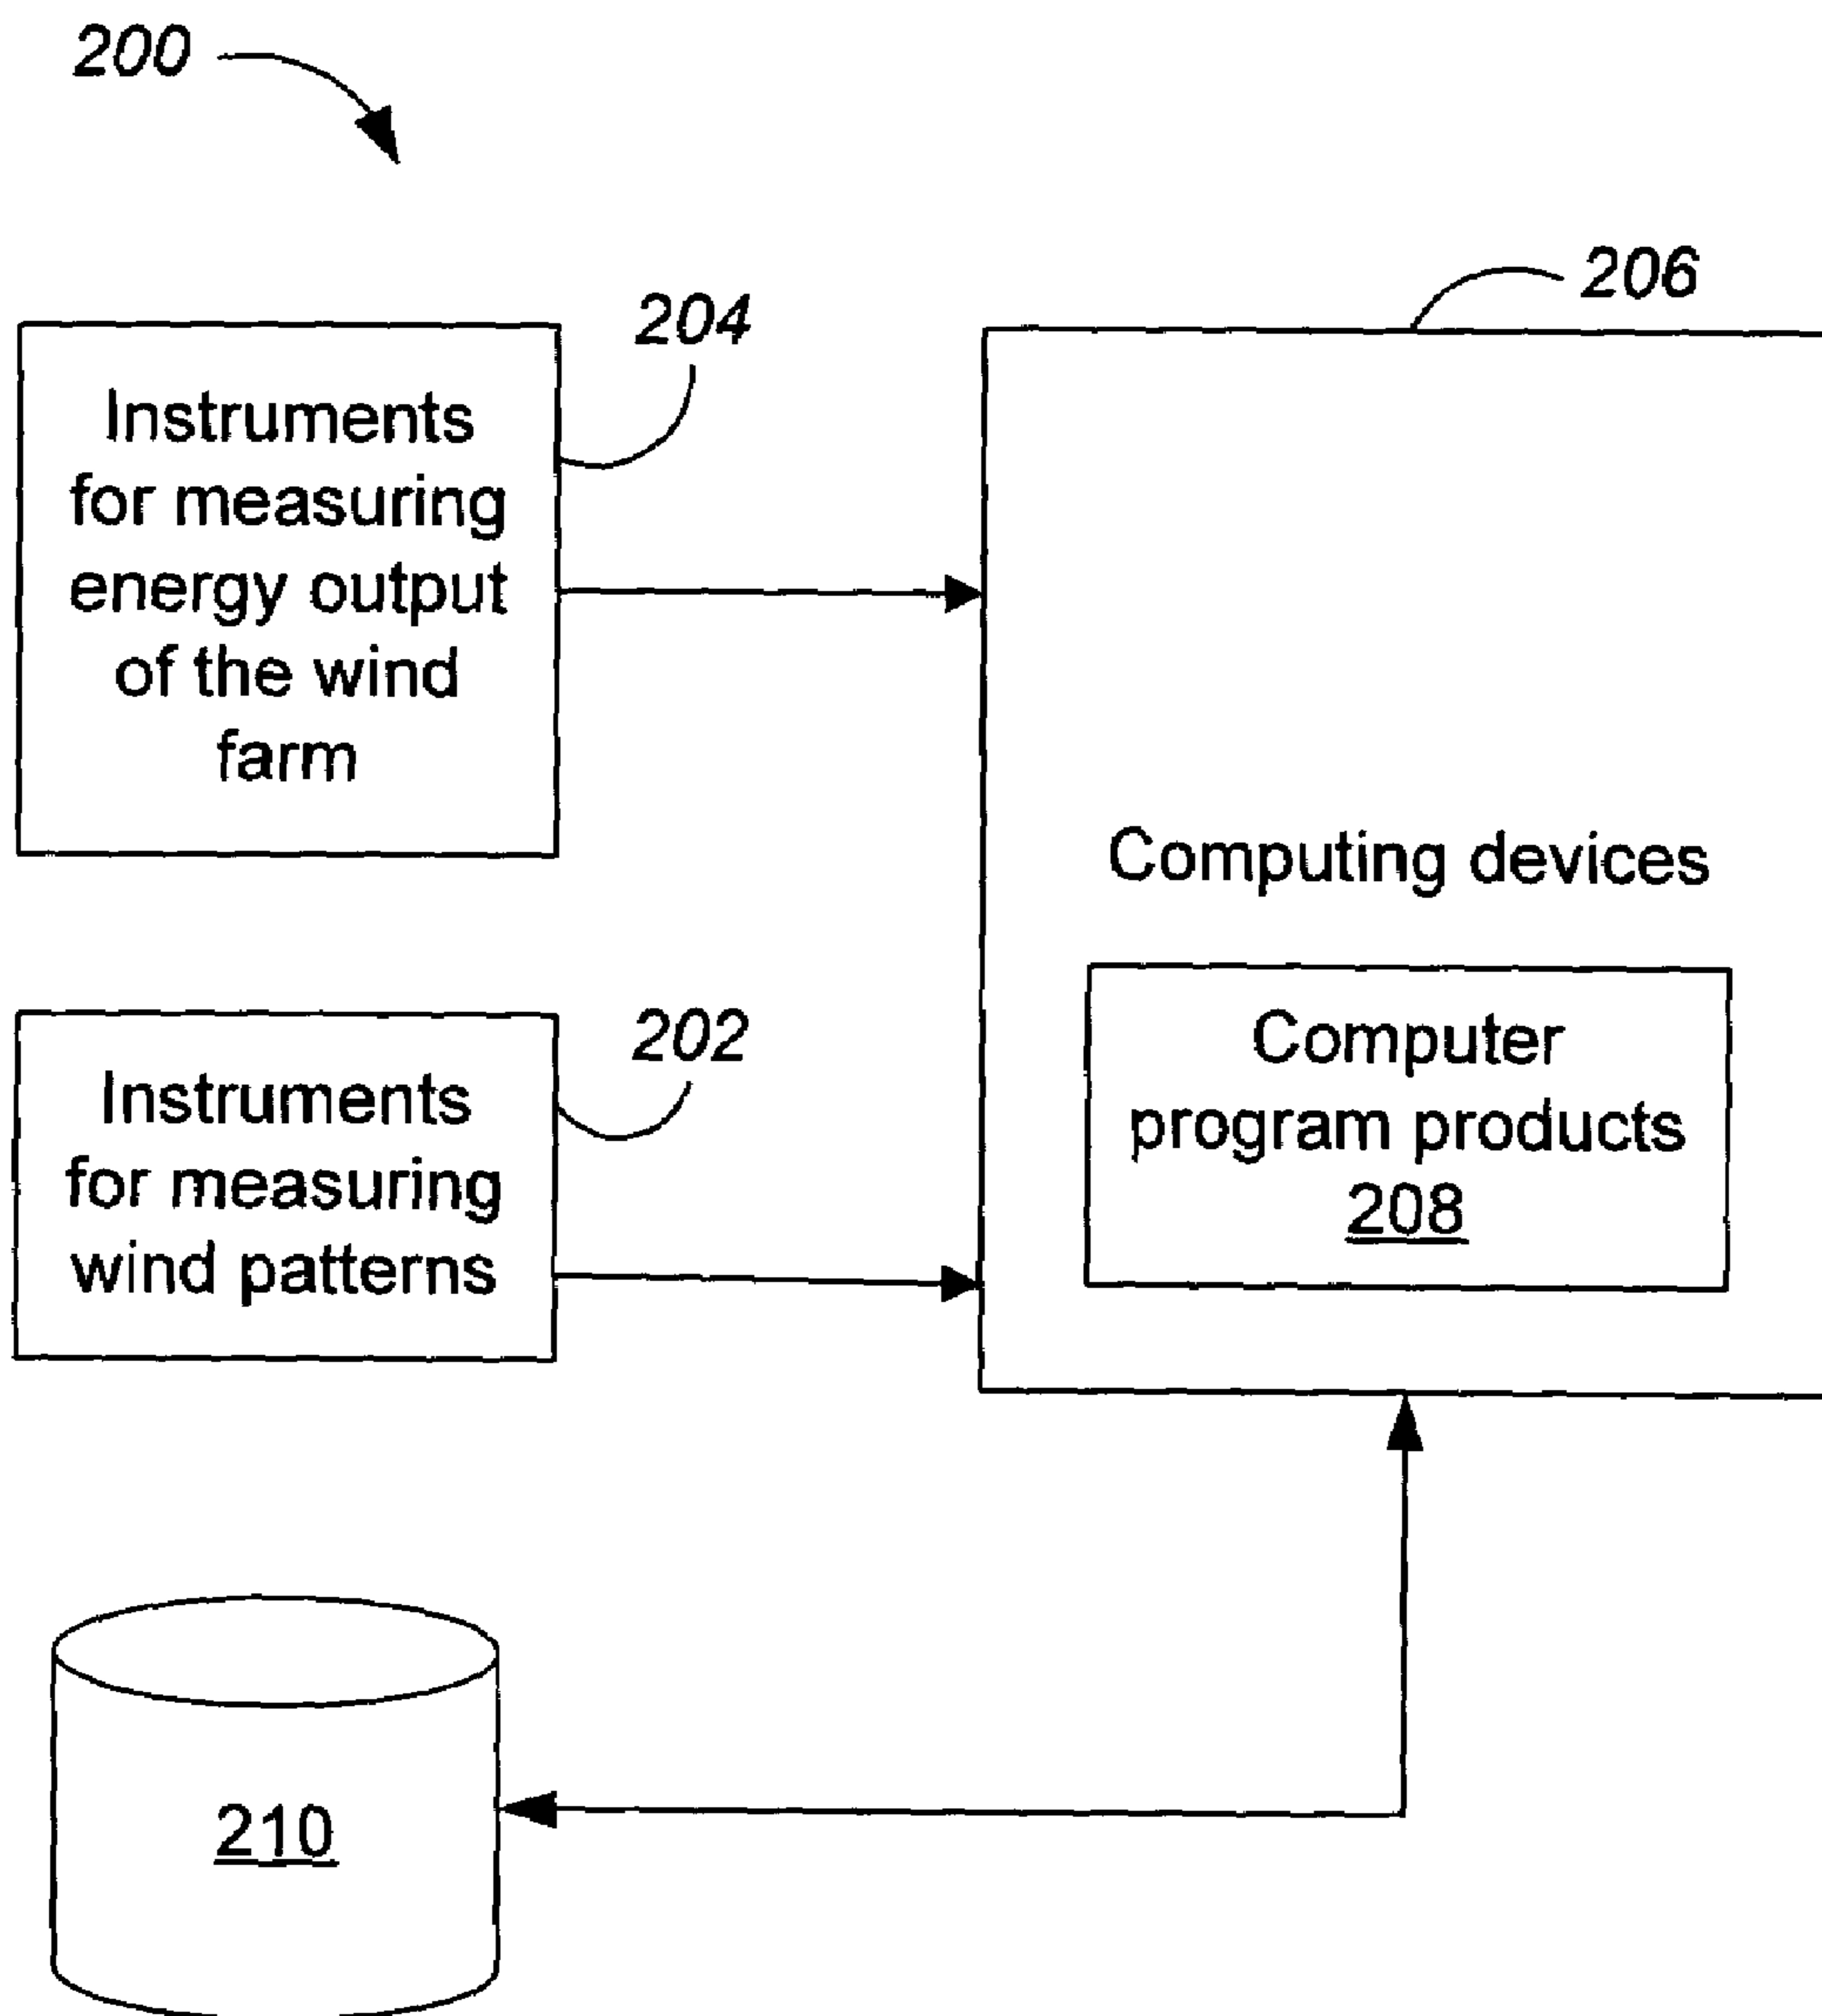 200
206
204
Instruments
for measuring
energy output
of the wind
farm
Computing devices
202
Instruments
for measuring
wind patterns
Computer
program products
208
210